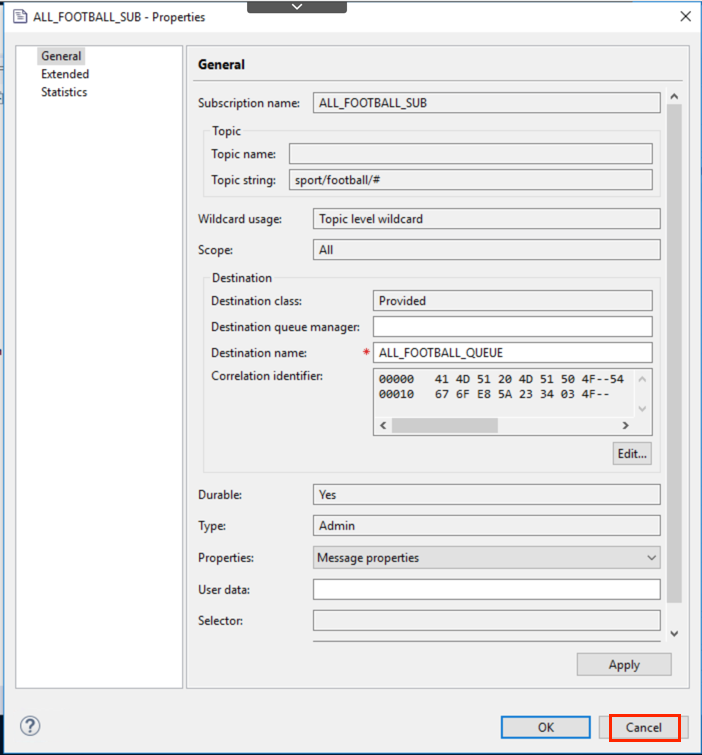 ALL_FOOTBALL_SUB - Properties
General
Extended
Statistics
General
Subscription name: ALL_FOOTBALL_SUB
Topic
Topic name:
Topic string: sport/football/#
Wildcard usage: Topic level wildcard
Scope: All
Destination
Destination class: Provided
Destination queue manager:
Destination name: * ALL_FOOTBALL_QUEUE
Correlation identifier:
00000 41 4D 51 20 4D 51 50 4F--54
00010 67 6F E8 5A 23 34 03 4F--
Edit...
Durable: Yes
Type: Admin
Properties: Message properties
User data:
Selector:
Apply
? OK Cancel